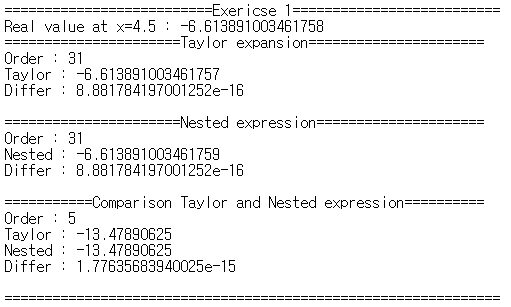 ==========================Exericse 1==========================
Real value at x=4.5 : -6.613891003461758
======================Taylor expansion=====================
Order : 31
Taylor : -6.613891003461757
Differ : 8.881784197001252e-16
======================Nested expression=====================
Order : 31
Nested : -6.613891003461759
Differ : 8.881784197001252e-16
===========Comparison Taylor and Nested expression==========
Order : 5
Taylor : -13.47890625
Nested : -13.47890625
Differ : 1.77635683940025e-15
==============================================================